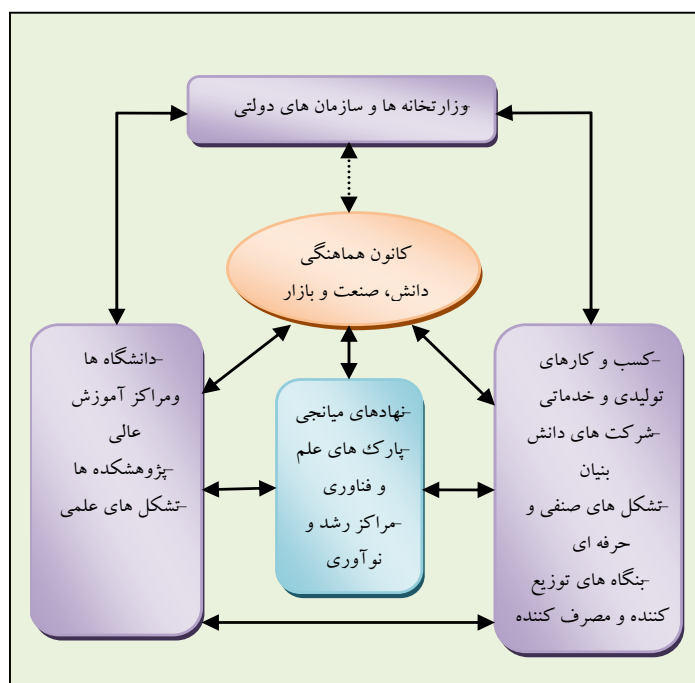 -وزارتخانه ها و سازمان های دولتی
کانون هماهنگی
دانش، صنعت و بازار
-کسب و کارهای
تولیدی و خدماتی
-شرکت های دانش
بنیان
-تشکل های صنفی و
حرفه ای
-بنگاه های توزیع
کننده و مصرف کننده
-نهادهای میانجی
-پارک های علم
و فناوری
-مراکز رشد و
نوآوری
-دانشگاه ها
ومراکز آموزش
عالی
-پژوهشکده ها
-تشکل های علمی